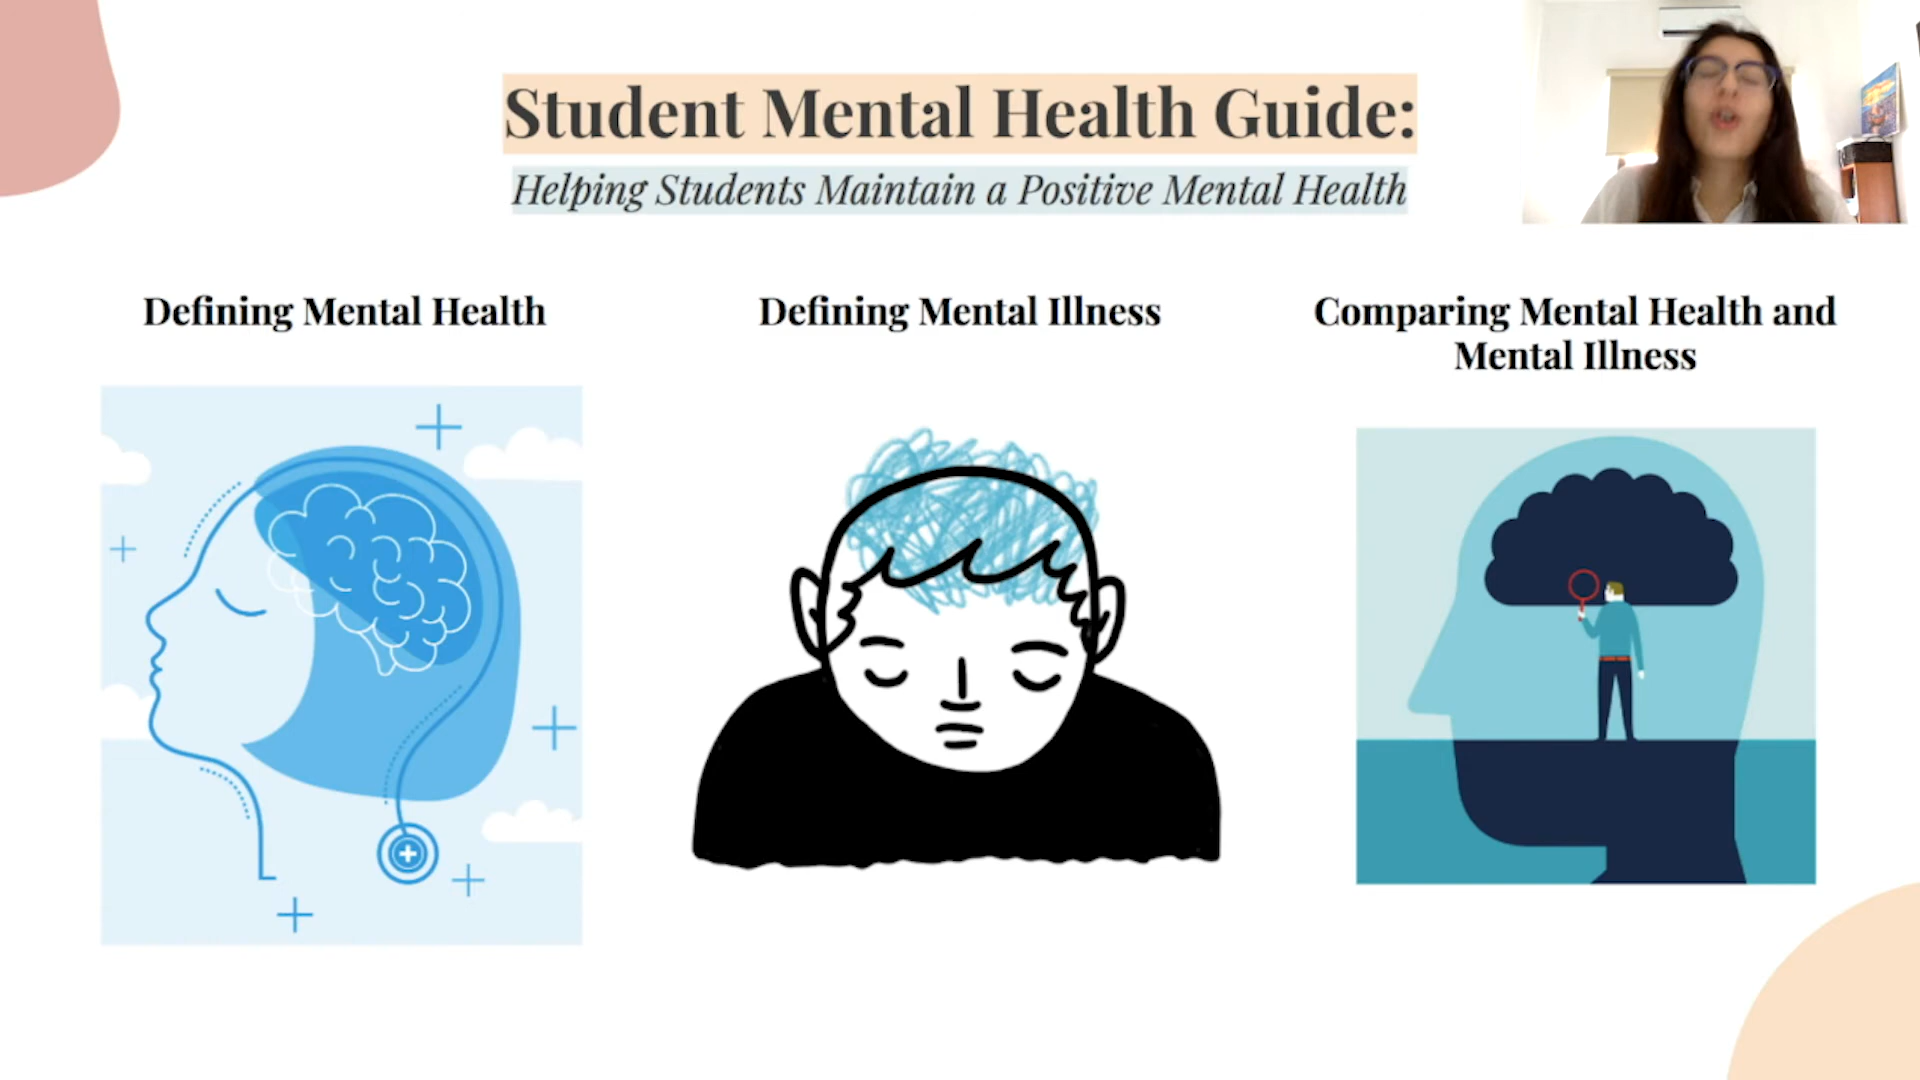 Student Mental Health Guide:
Helping Students Maintain a Positive Mental Health
Defining Mental Health
Defining Mental Illness
Comparing Mental Health and
Mental Illness